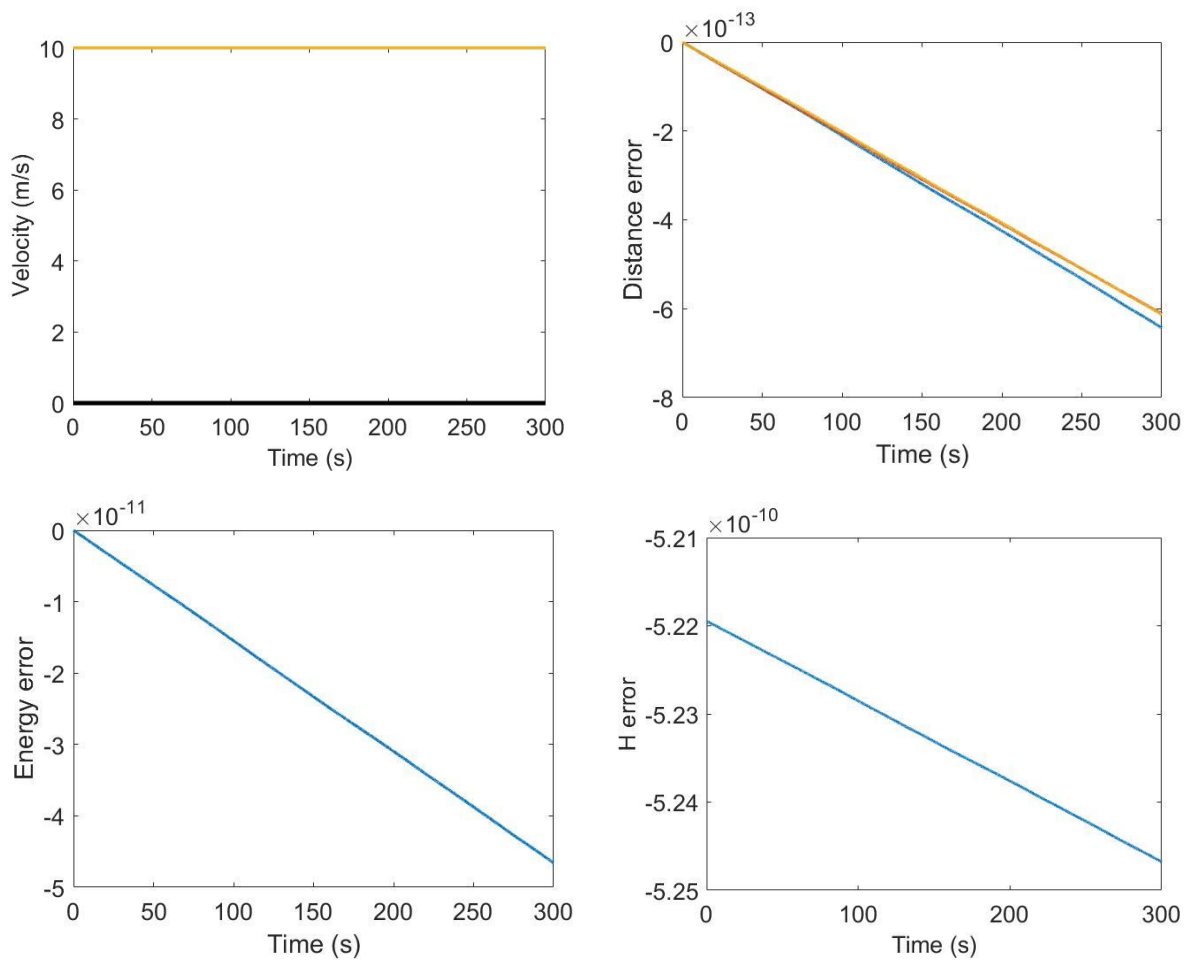 10
8
6
4
2
0
Velocity (m/s)
0 50 100 150 200 250 300
Time (s)
×10-13
0
-2
-4
-6
-8
Distance error
0 50 100 150 200 250 300
Time (s)
×10-11
0
-1
-2
-3
-4
-5
Energy error
0 50 100 150 200 250 300
Time (s)
×10-10
-5.21
-5.22
-5.23
-5.24
-5.25
H error
0 100 200 300
Time (s)